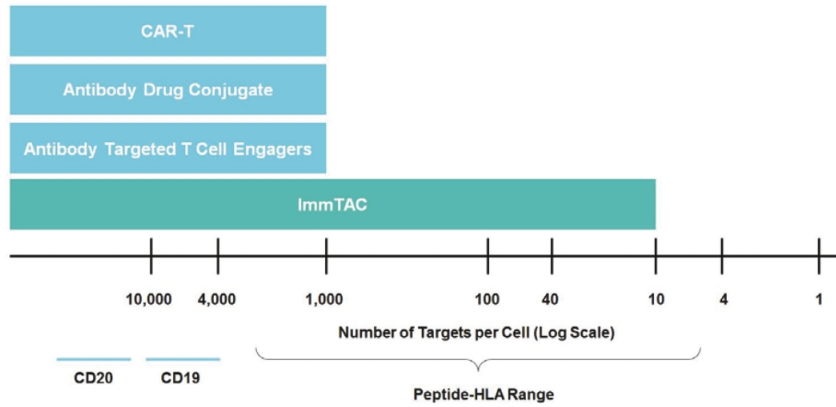 CAR-T
Antibody Drug Conjugate
Antibody Targeted T Cell Engagers
ImmTAC
10,000 4,000 1,000 100 40 10 4 1
Number of Targets per Cell (Log Scale)
CD20 CD19
Peptide-HLA Range